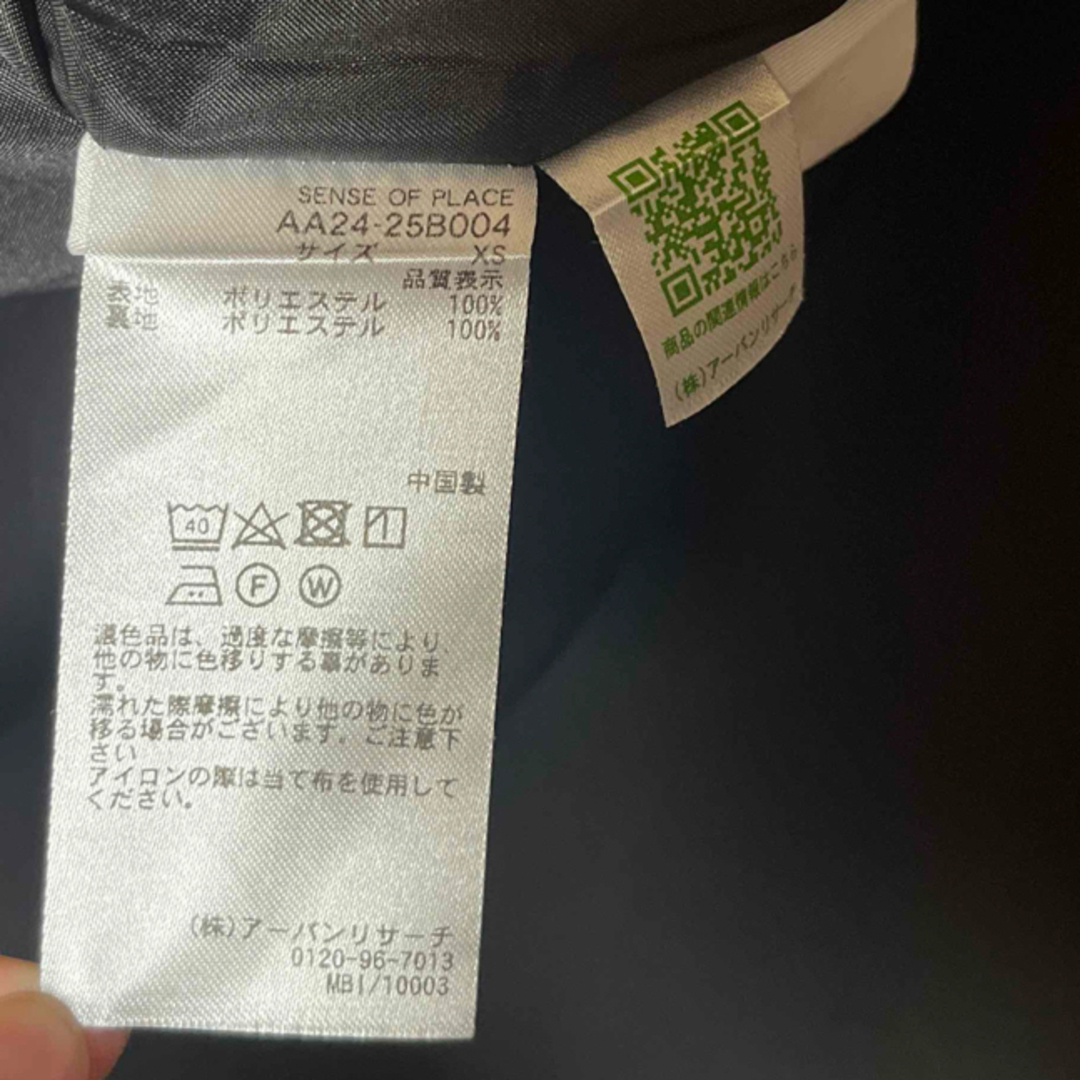 SENSE OF PLACE
AA24-25B004
サイズ XS
品質表示
表地 ポリエステル 100%
裏地 ポリエステル 100%
中国製
40
F W
濃色品は、過度な摩擦等により
他の物に色移りする事がありま
す。
濡れた際摩擦により他の物に色が
移る場合がございます。ご注意下
さい
アイロンの際は当て布を使用して
ください。
(株)アーバンリサーチ
0120-96-7013
MBI/10003
商品の関連情報はこちら
(株)アーバンリサーチ